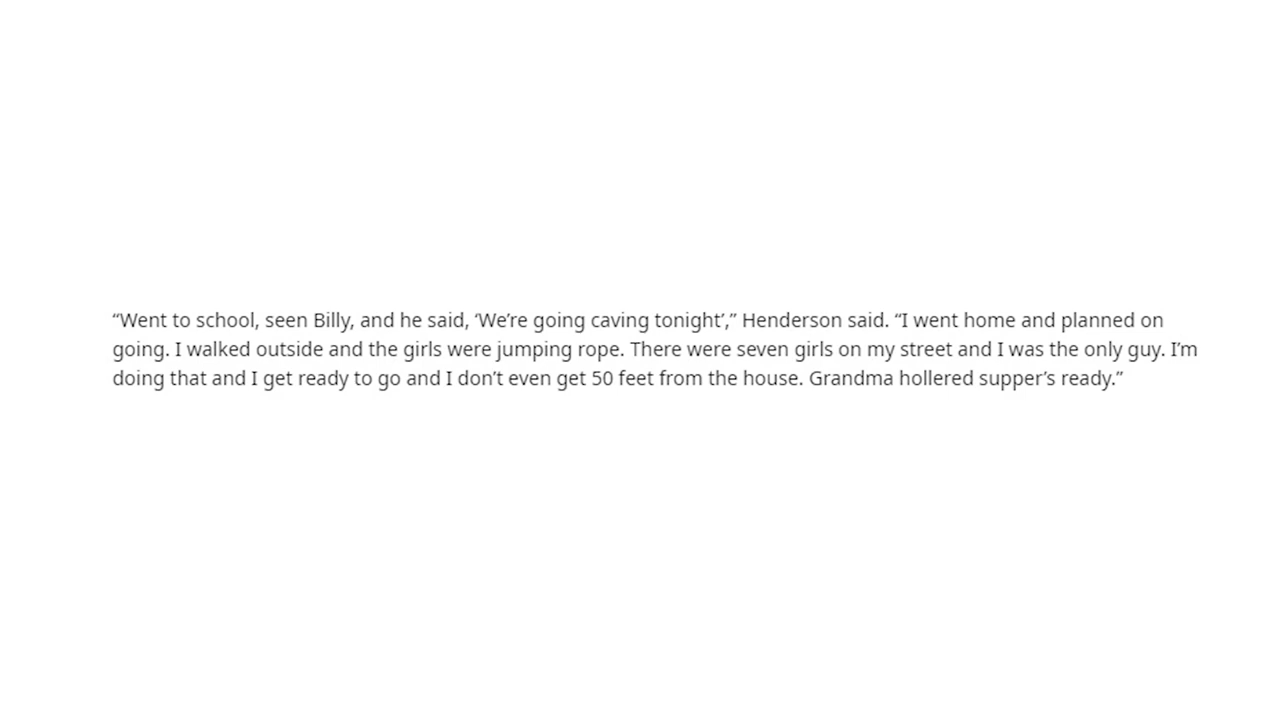 “Went to school, seen Billy, and he said, ‘We’re going caving tonight’,” Henderson said. “I went home and planned on
going. I walked outside and the girls were jumping rope. There were seven girls on my street and I was the only guy. I’m
doing that and I get ready to go and I don’t even get 50 feet from the house. Grandma hollered supper’s ready.”